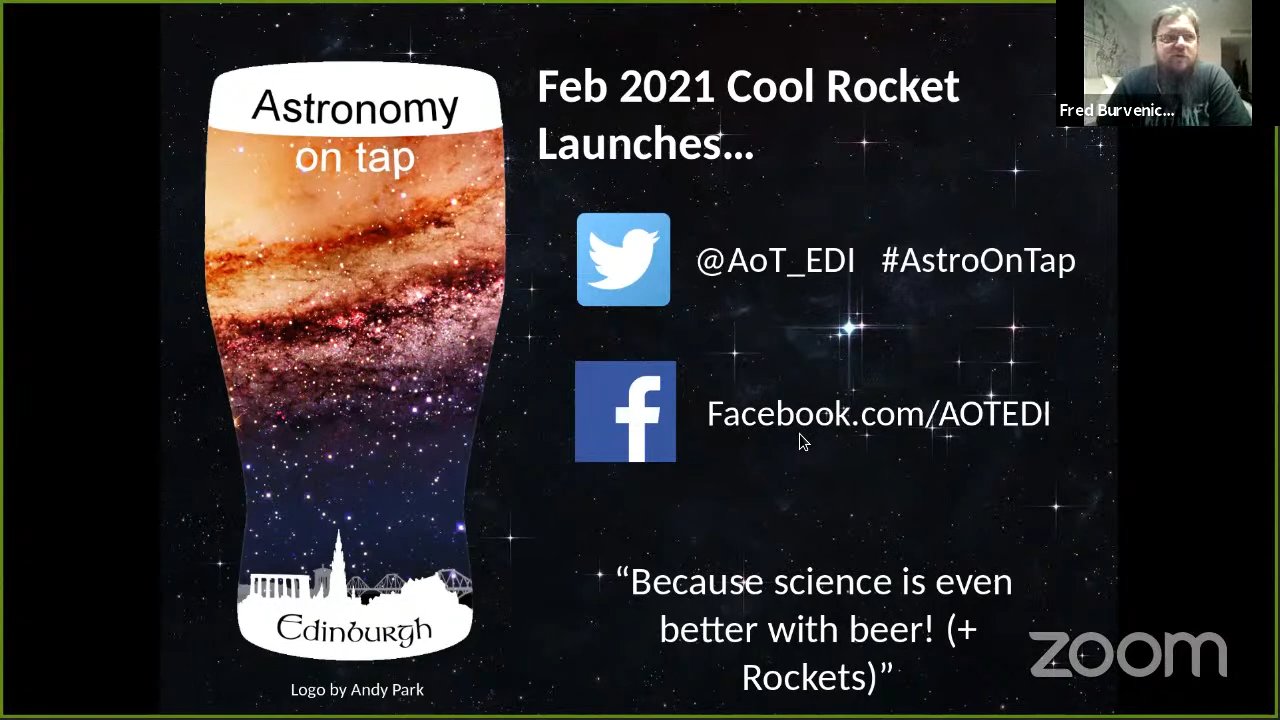 Astronomy
on tap
Edinburgh
Logo by Andy Park
Feb 2021 Cool Rocket
Launches...
@AoT_EDI #AstroOnTap
Facebook.com/AOTEDI
“Because science is even
better with beer! (+
Rockets)”
Fred Burvenic...
zoom